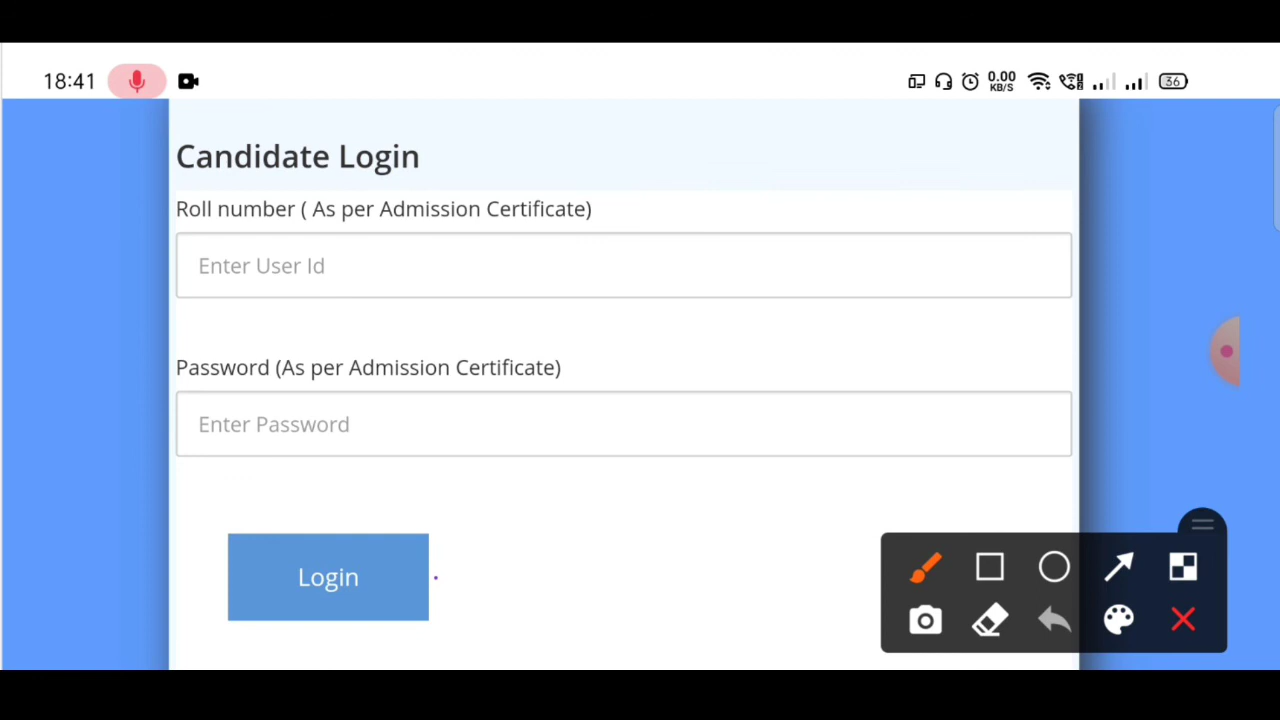 18:41 0.00 KB/S 36
Candidate Login
Roll number ( As per Admission Certificate)
Enter User Id
Password (As per Admission Certificate)
Enter Password
Login